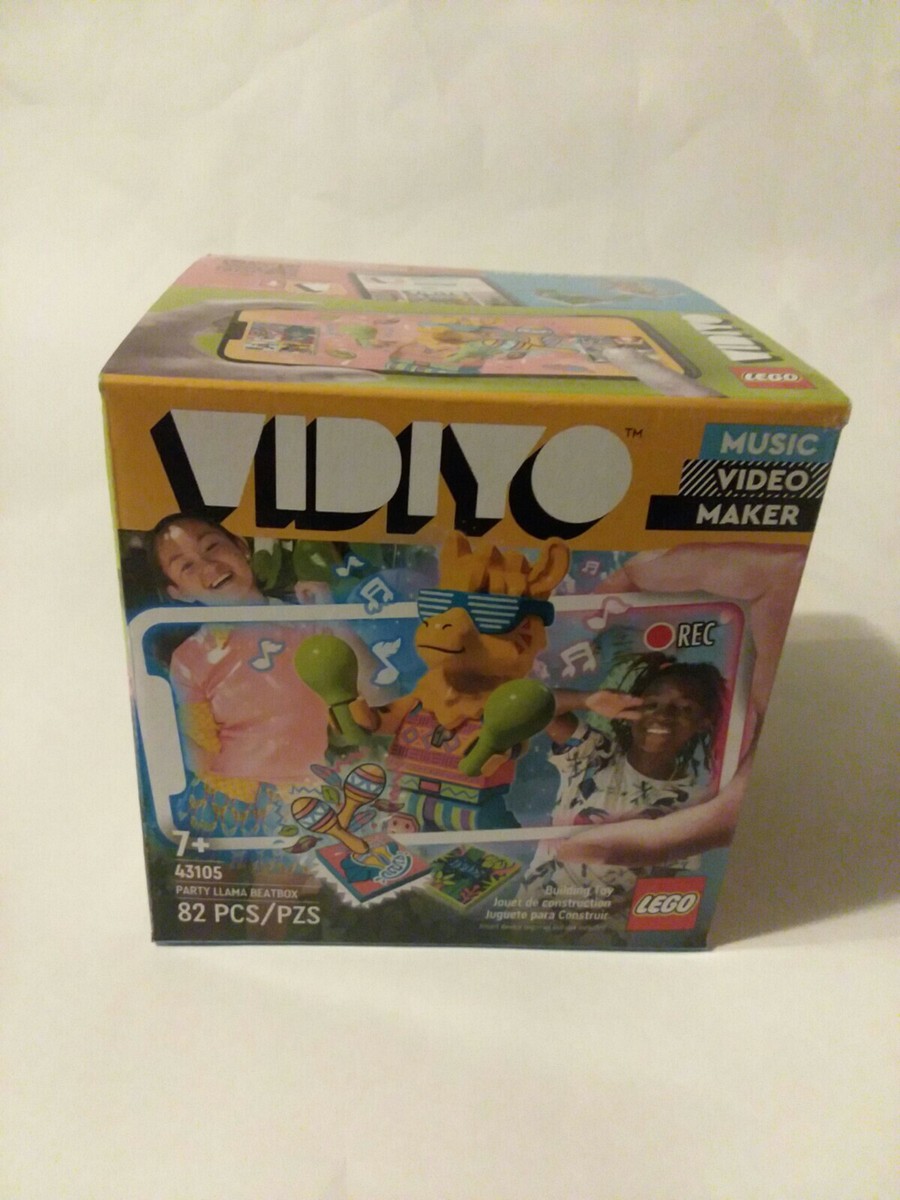 LEGO
VIDIYO™
MUSIC
VIDEO
MAKER
REC
7+
43105
PARTY LLAMA BEATBOX
82 PCS/PZS
Building Toy
Jouet de construction
Juguete para Construir
LEGO